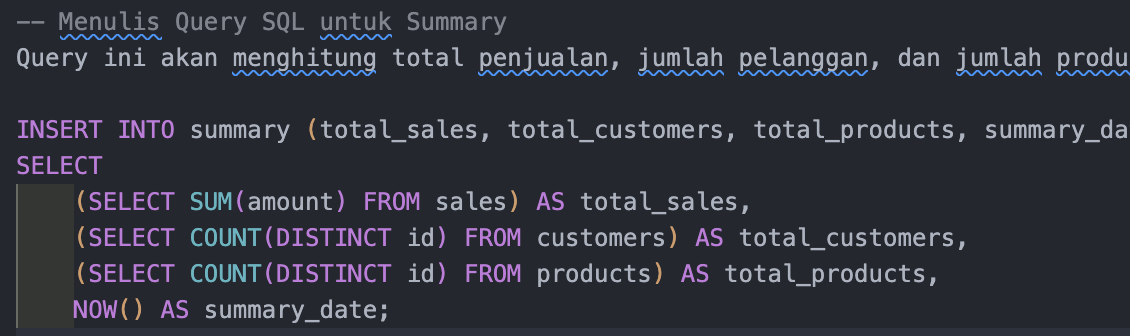 -- Menulis Query SQL untuk Summary
Query ini akan menghitung total penjualan, jumlah pelanggan, dan jumlah produ
INSERT INTO summary (total_sales, total_customers, total_products, summary_da
SELECT
(SELECT SUM(amount) FROM sales) AS total_sales,
(SELECT COUNT(DISTINCT id) FROM customers) AS total_customers,
(SELECT COUNT(DISTINCT id) FROM products) AS total_products,
NOW() AS summary_date;